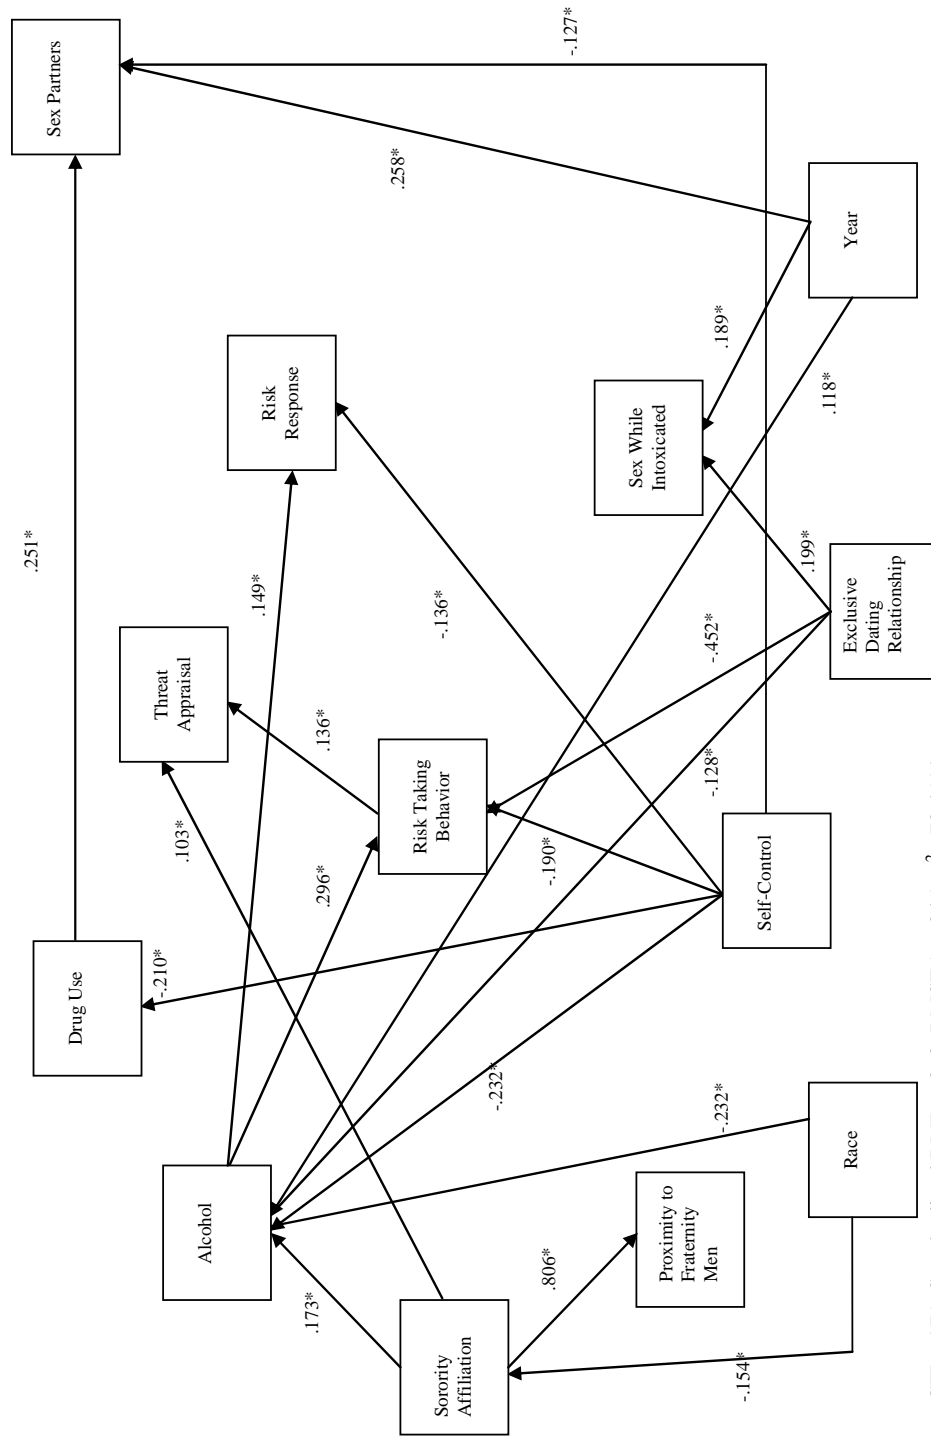 Sex Partners
-.127*
.251*
.258*
Risk
Response
.189*
Year
.149*
Sex While
Intoxicated
.118*
Threat
Appraisal
-.136*
.199*
Exclusive
Dating
Relationship
.136*
-.452*
.103*
Risk Taking
Behavior
-.128*
.296*
-.190*
Self-Control
Drug Use
-.210*
-.232*
-.232*
Alcohol
Race
Proximity to
Fraternity
Men
.173*
.806*
Sorority
Affiliation
-.154*